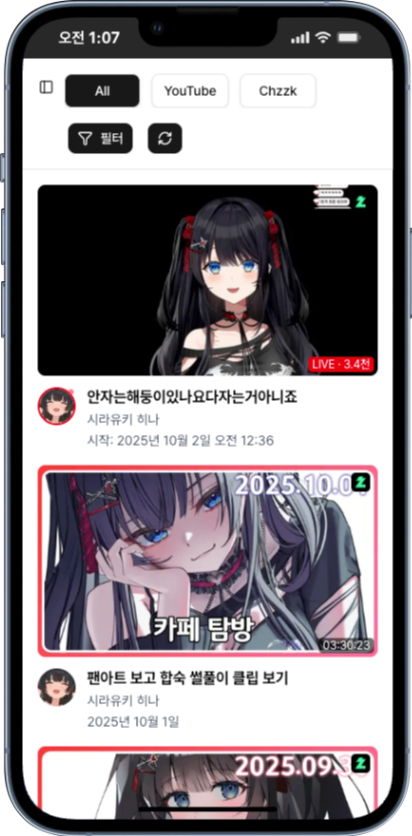 오전 1:07
All
YouTube
Chzzk
필터
LIVE · 3.4천
안자는해둥이있나요다자는거아니죠
시라유키 히나
시작: 2025년 10월 2일 오전 12:36
2025.10.0
카페 탐방
03:30:23
팬아트 보고 합숙 썰풀이 클립 보기
시라유키 히나
2025년 10월 1일
2025.09.3